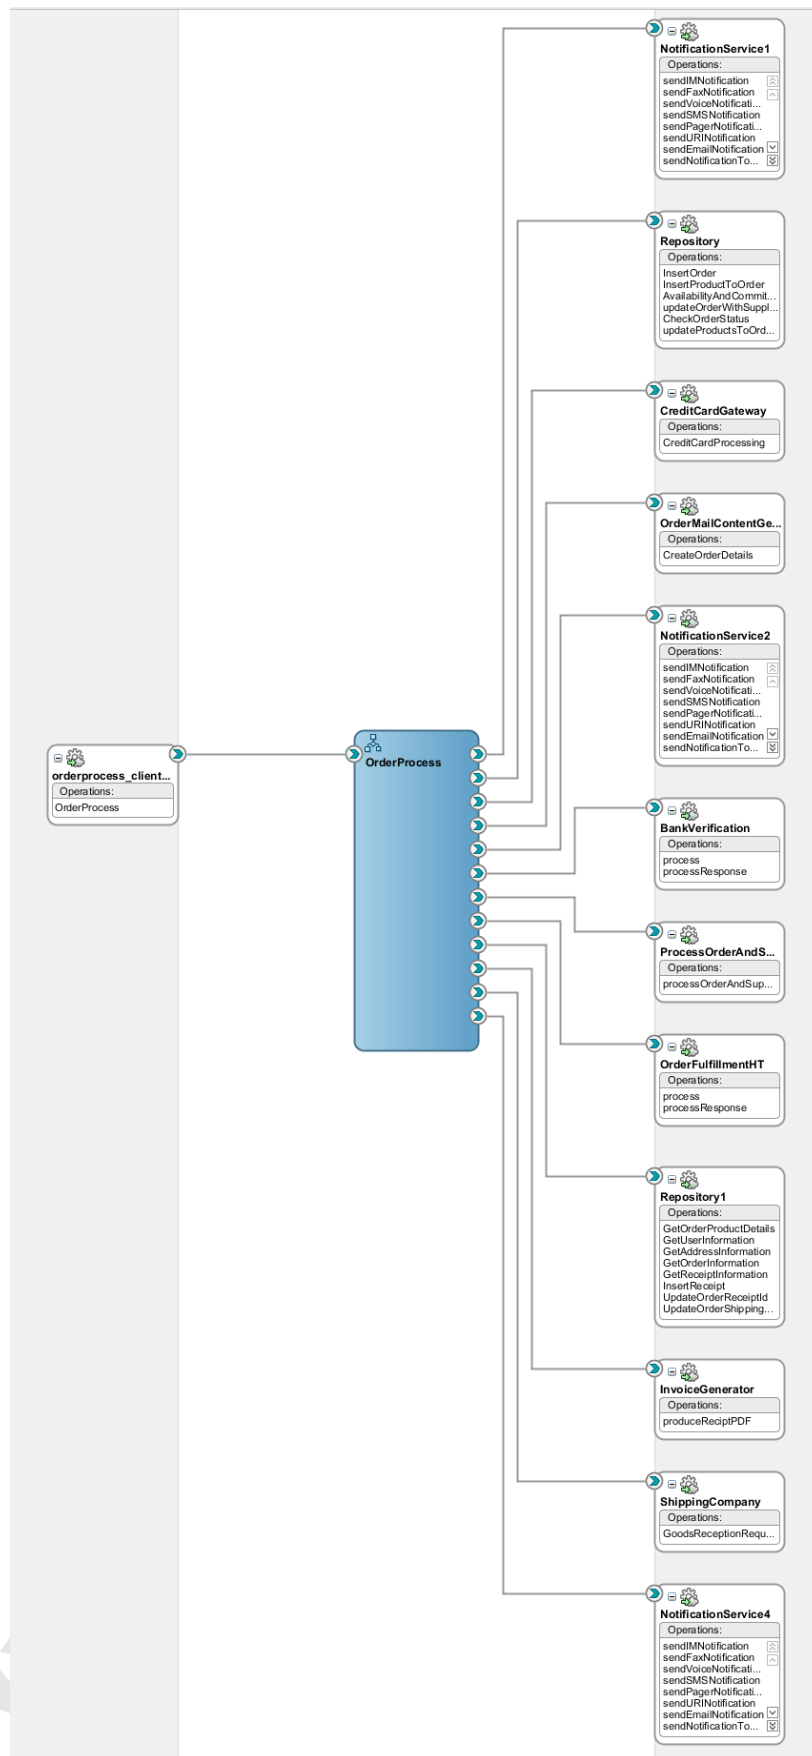 NotificationService1
Operations:
sendIMNotification
sendFaxNotification
sendVoiceNotificati...
sendSMSNotification
sendPagerNotificati...
sendURINotification
sendEmailNotification
sendNotificationTo...
Repository
Operations:
InsertOrder
InsertProductToOrder
AvailabilityAndCommit...
updateOrderWithSuppl...
CheckOrderStatus
updateProductsToOrd...
CreditCardGateway
Operations:
CreditCardProcessing
OrderMailContentGe...
Operations:
CreateOrderDetails
NotificationService2
Operations:
sendIMNotification
sendFaxNotification
sendVoiceNotificati...
sendSMSNotification
sendPagerNotificati...
sendURINotification
sendEmailNotification
sendNotificationTo...
orderprocess_client...
Operations:
OrderProcess
OrderProcess
BankVerification
Operations:
process
processResponse
ProcessOrderAndS...
Operations:
processOrderAndSup...
OrderFulfillmentHT
Operations:
process
processResponse
Repository1
Operations:
GetOrderProductDetails
GetUserInformation
GetAddressInformation
GetOrderInformation
GetReceiptInformation
InsertReceipt
UpdateOrderReceiptId
UpdateOrderShipping...
InvoiceGenerator
Operations:
produceReciptPDF
ShippingCompany
Operations:
GoodsReceptionRequ...
NotificationService4
Operations:
sendIMNotification
sendFaxNotification
sendVoiceNotificati...
sendSMSNotification
sendPagerNotificati...
sendURINotification
sendEmailNotification
sendNotificationTo...